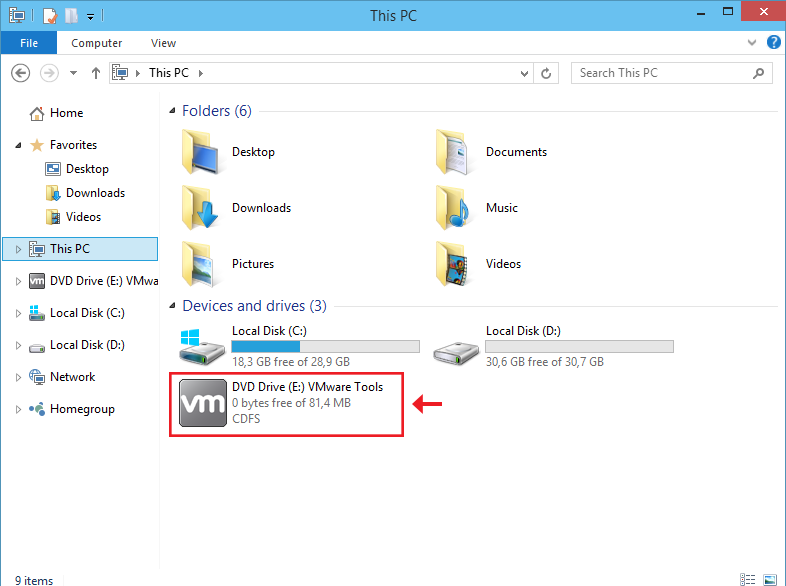 This PC
File Computer View
This PC
Search This PC
Home
Favorites
Desktop
Downloads
Videos
This PC
vm DVD Drive (E:) VMwa
Local Disk (C:)
Local Disk (D:)
Network
Homegroup
Folders (6)
Desktop Documents
Downloads Music
Pictures Videos
Devices and drives (3)
Local Disk (C:) Local Disk (D:)
18,3 GB free of 28,9 GB 30,6 GB free of 30,7 GB
DVD Drive (E:) VMware Tools
vm 0 bytes free of 81,4 MB
CDFS
9 items